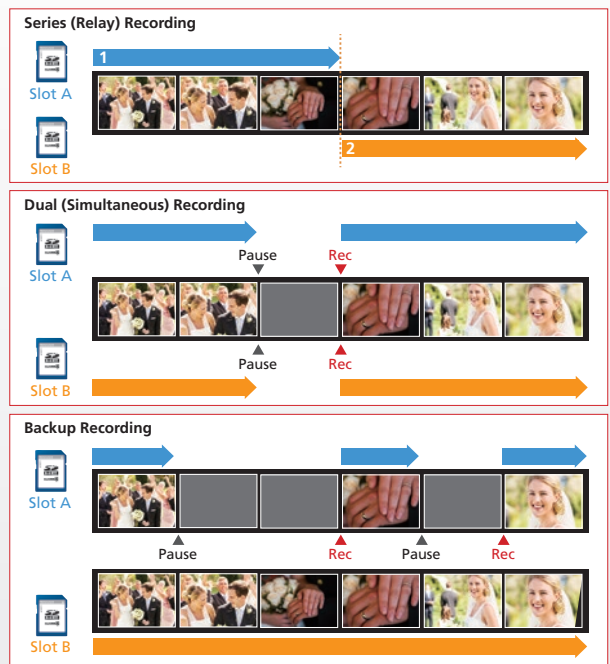 Series (Relay) Recording
1
Slot A
2
Slot B
Dual (Simultaneous) Recording
Slot A
Pause Rec
Pause Rec
Slot B
Backup Recording
Slot A
Pause Rec Pause Rec
Slot B